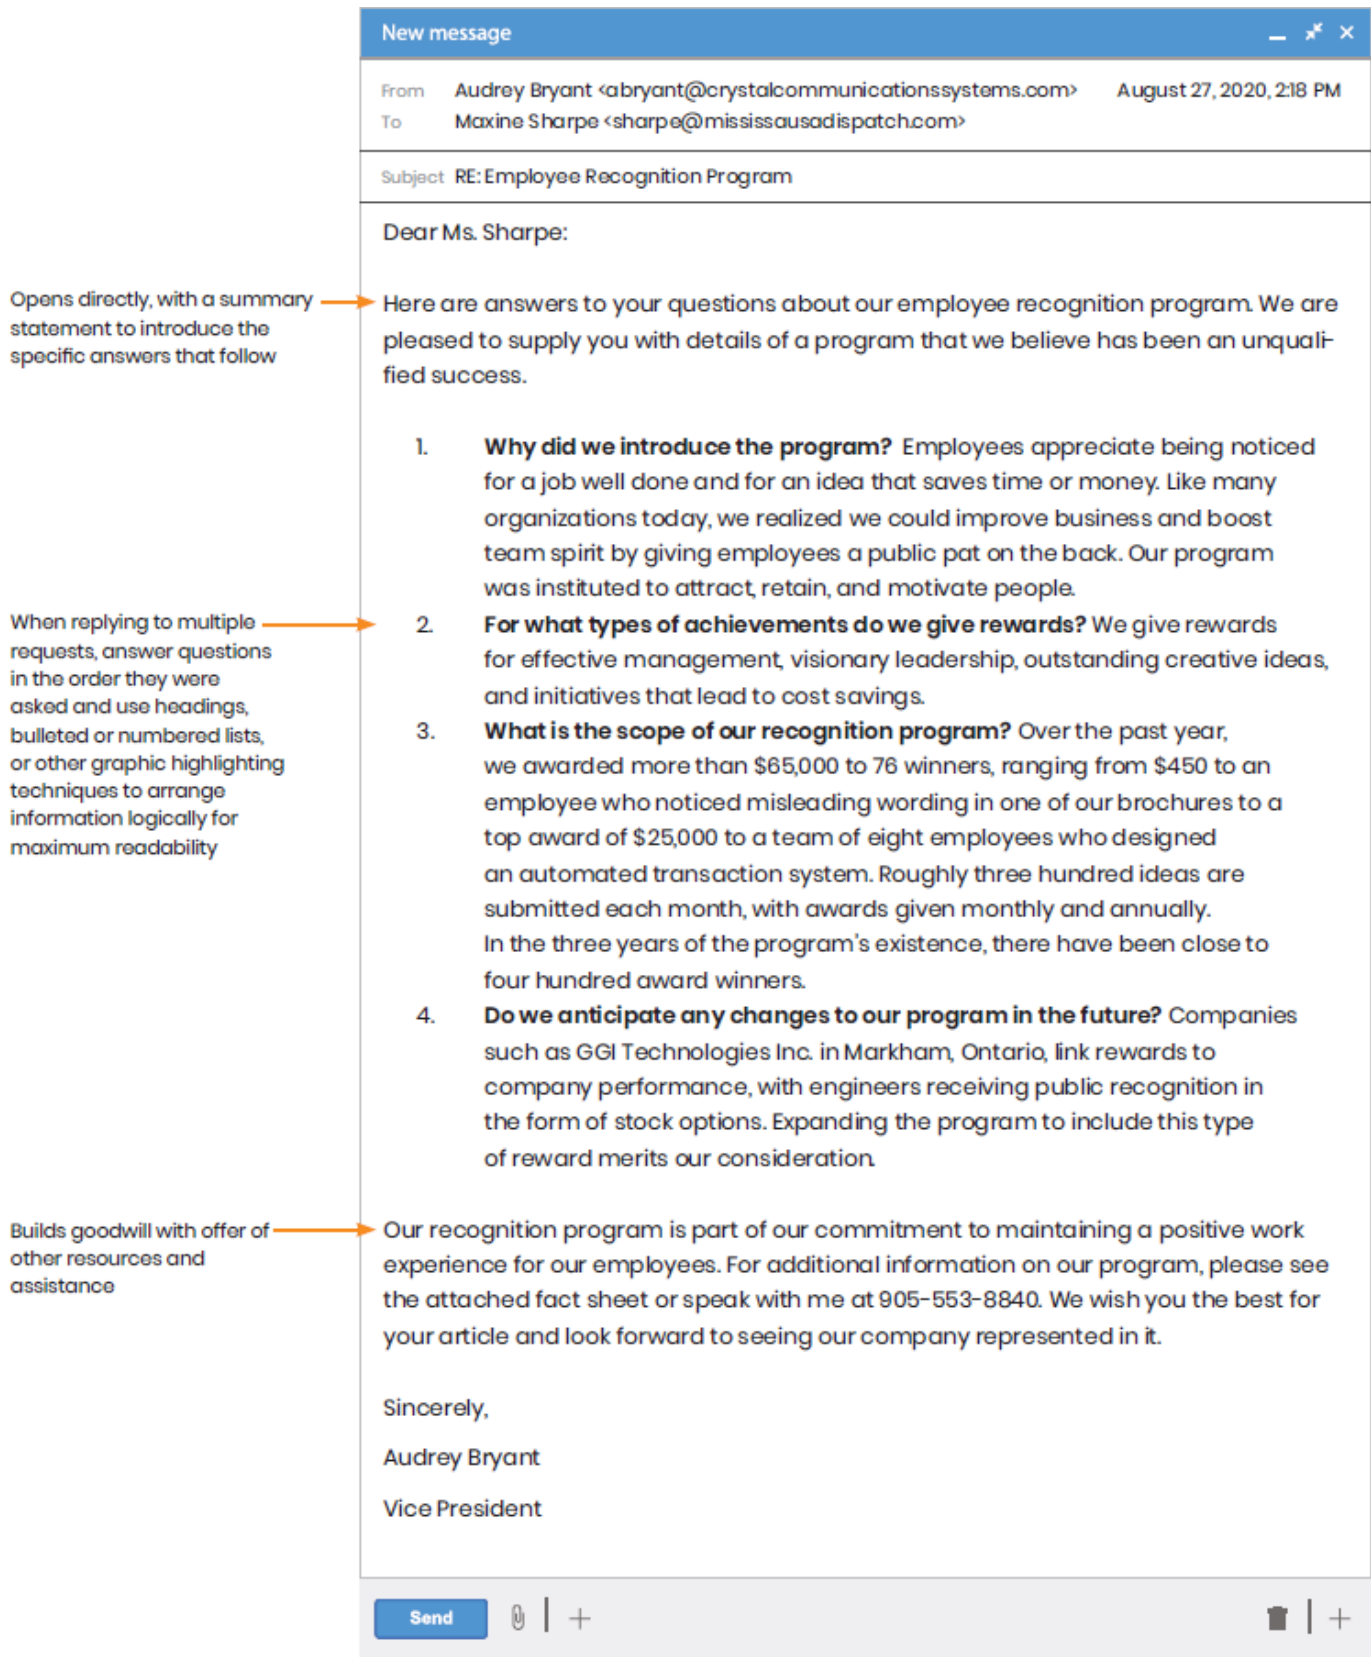 New message
From Audrey Bryant <abryant@crystalcommunicationssystems.com> August 27, 2020, 2:18 PM
To Maxine Sharpe <sharpe@mississausadispatch.com>
Subject RE: Employee Recognition Program
Dear Ms. Sharpe:
Opens directly, with a summary
statement to introduce the
specific answers that follow
Here are answers to your questions about our employee recognition program. We are
pleased to supply you with details of a program that we believe has been an unquali-
fied success.
1. Why did we introduce the program? Employees appreciate being noticed
for a job well done and for an idea that saves time or money. Like many
organizations today, we realized we could improve business and boost
team spirit by giving employees a public pat on the back. Our program
was instituted to attract, retain, and motivate people.
When replying to multiple
requests, answer questions
in the order they were
asked and use headings,
bulleted or numbered lists,
or other graphic highlighting
techniques to arrange
information logically for
maximum readability
2. For what types of achievements do we give rewards? We give rewards
for effective management, visionary leadership, outstanding creative ideas,
and initiatives that lead to cost savings.
3. What is the scope of our recognition program? Over the past year,
we awarded more than $65,000 to 76 winners, ranging from $450 to an
employee who noticed misleading wording in one of our brochures to a
top award of $25,000 to a team of eight employees who designed
an automated transaction system. Roughly three hundred ideas are
submitted each month, with awards given monthly and annually.
In the three years of the program's existence, there have been close to
four hundred award winners.
4. Do we anticipate any changes to our program in the future? Companies
such as GGI Technologies Inc. in Markham, Ontario, link rewards to
company performance, with engineers receiving public recognition in
the form of stock options. Expanding the program to include this type
of reward merits our consideration.
Builds goodwill with offer of
other resources and
assistance
Our recognition program is part of our commitment to maintaining a positive work
experience for our employees. For additional information on our program, please see
the attached fact sheet or speak with me at 905-553-8840. We wish you the best for
your article and look forward to seeing our company represented in it.
Sincerely,
Audrey Bryant
Vice President
Send